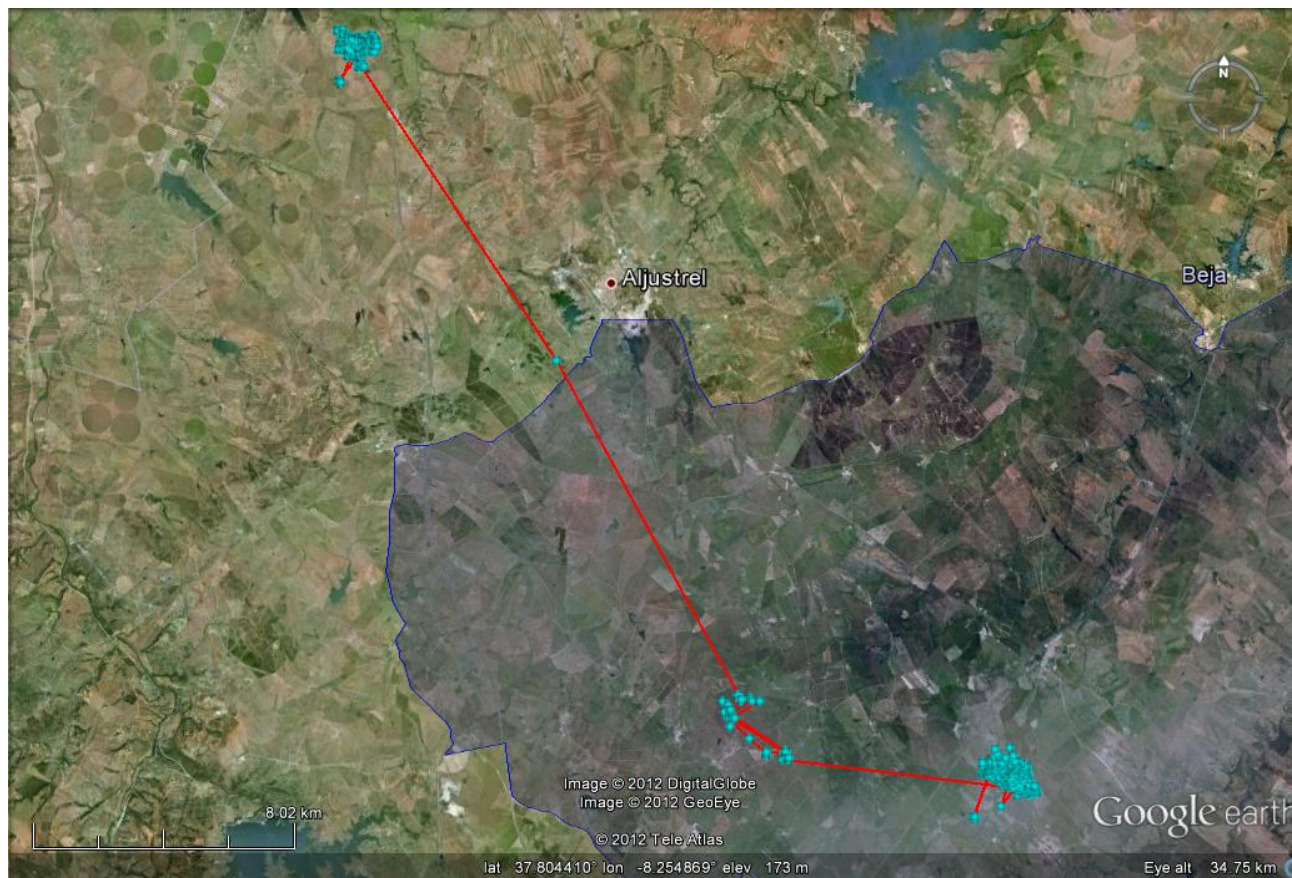 N
Aljustrel
Beja
Image © 2012 DigitalGlobe
Image © 2012 GeoEye
© 2012 Tele Atlas
8.02 km
Google earth
lat 37.804410° lon -8.254869° elev 173 m
Eye alt 34.75 km